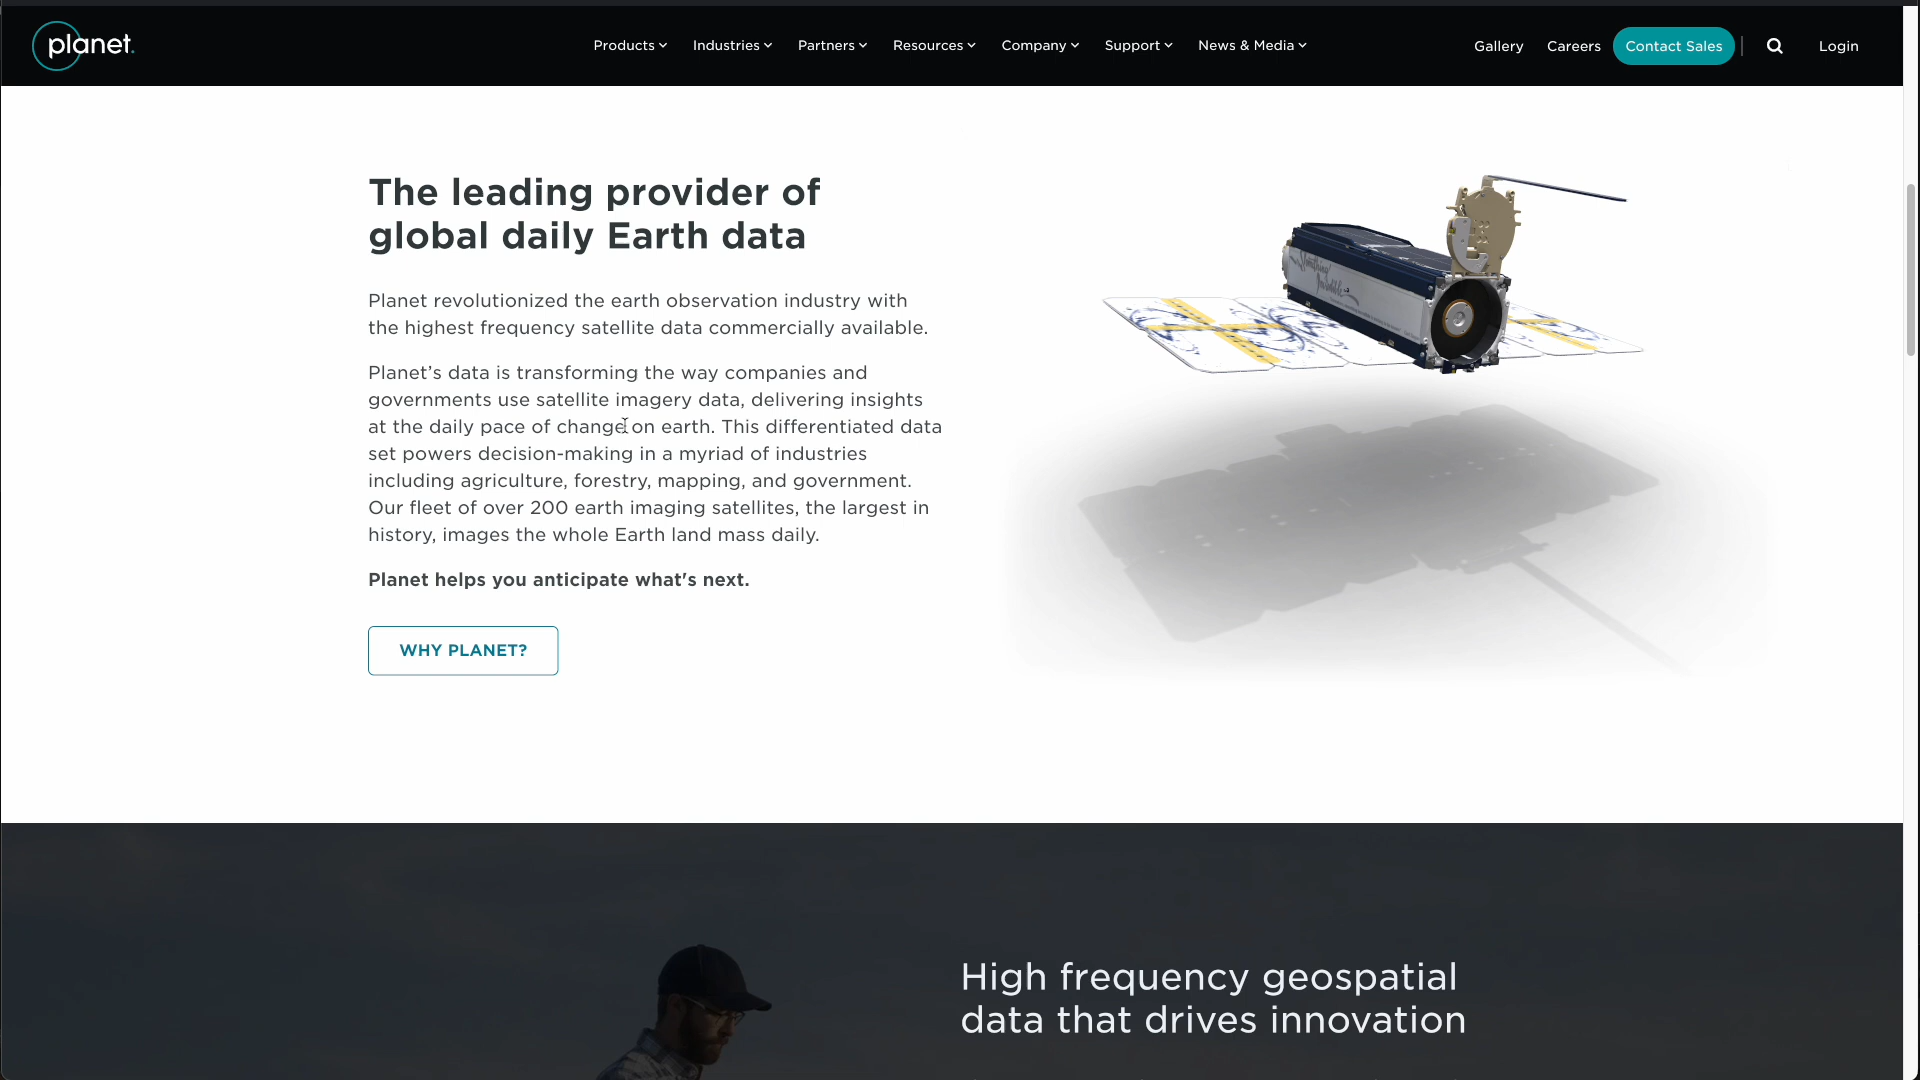 planet.
Products
Industries
Partners
Resources
Company
Support
News & Media
Gallery
Careers
Contact Sales
Login
The leading provider of
global daily Earth data
Planet revolutionized the earth observation industry with
the highest frequency satellite data commercially available.
Planet’s data is transforming the way companies and
governments use satellite imagery data, delivering insights
at the daily pace of change on earth. This differentiated data
set powers decision-making in a myriad of industries
including agriculture, forestry, mapping, and government.
Our fleet of over 200 earth imaging satellites, the largest in
history, images the whole Earth land mass daily.
Planet helps you anticipate what's next.
WHY PLANET?
Something
Incredible
High frequency geospatial
data that drives innovation